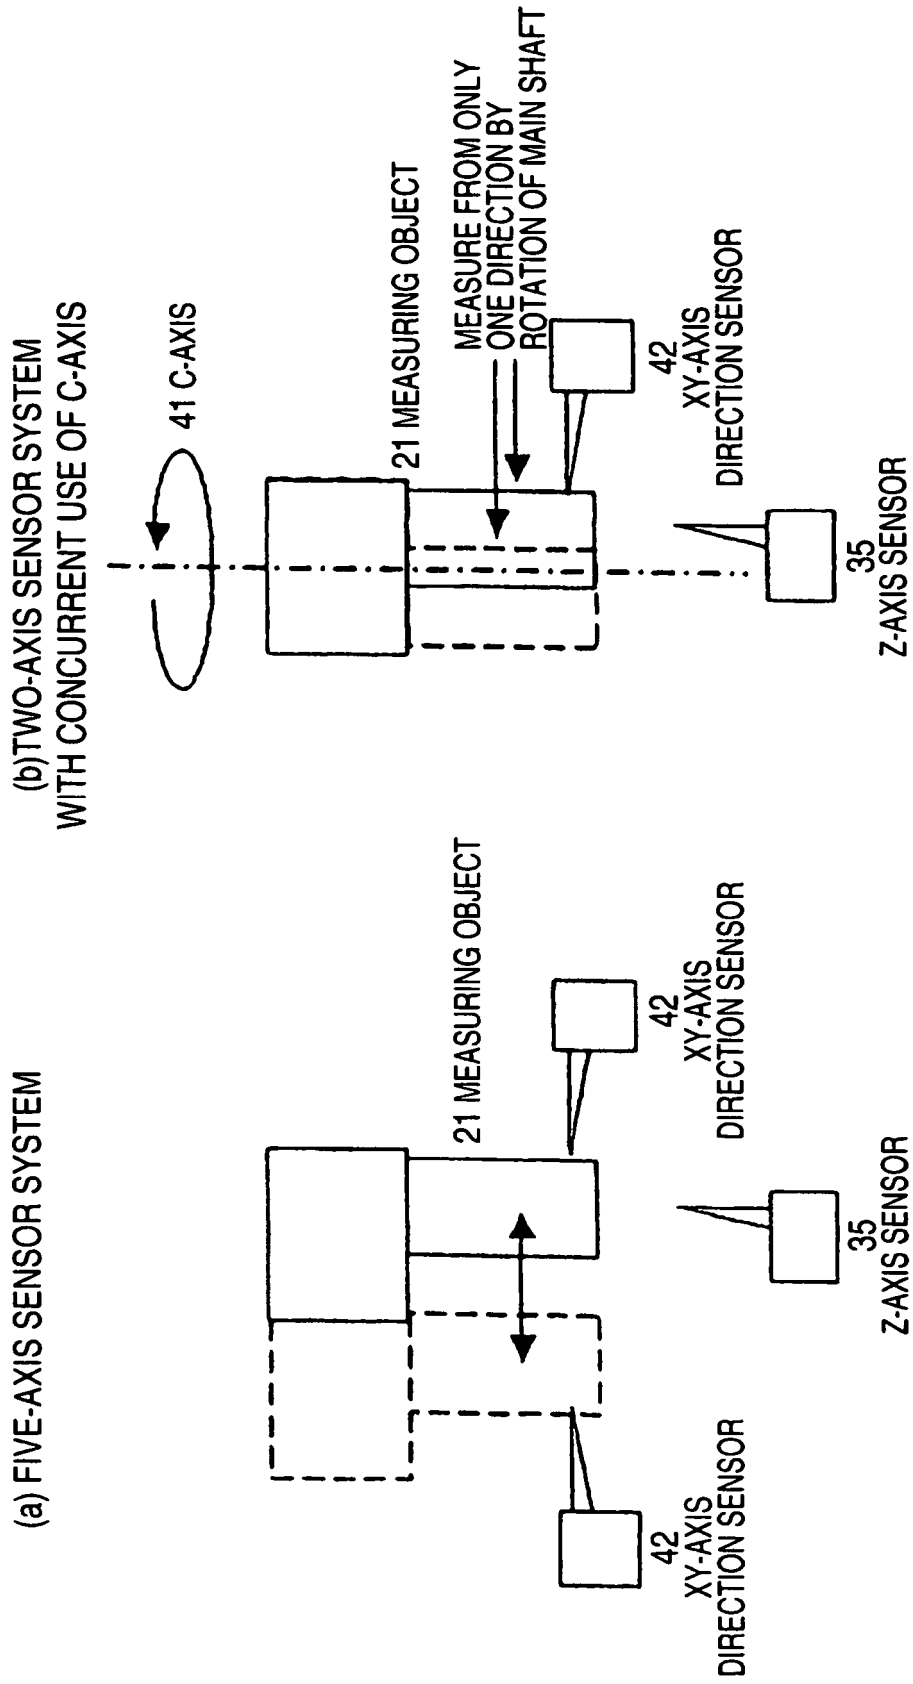 (a) FIVE-AXIS SENSOR SYSTEM
21 MEASURING OBJECT
42
XY-AXIS
DIRECTION SENSOR
42
XY-AXIS
DIRECTION SENSOR
35
Z-AXIS SENSOR
(b)TWO-AXIS SENSOR SYSTEM
WITH CONCURRENT USE OF C-AXIS
41 C-AXIS
21 MEASURING OBJECT
MEASURE FROM ONLY
ONE DIRECTION BY
ROTATION OF MAIN SHAFT
42
XY-AXIS
DIRECTION SENSOR
35
Z-AXIS SENSOR